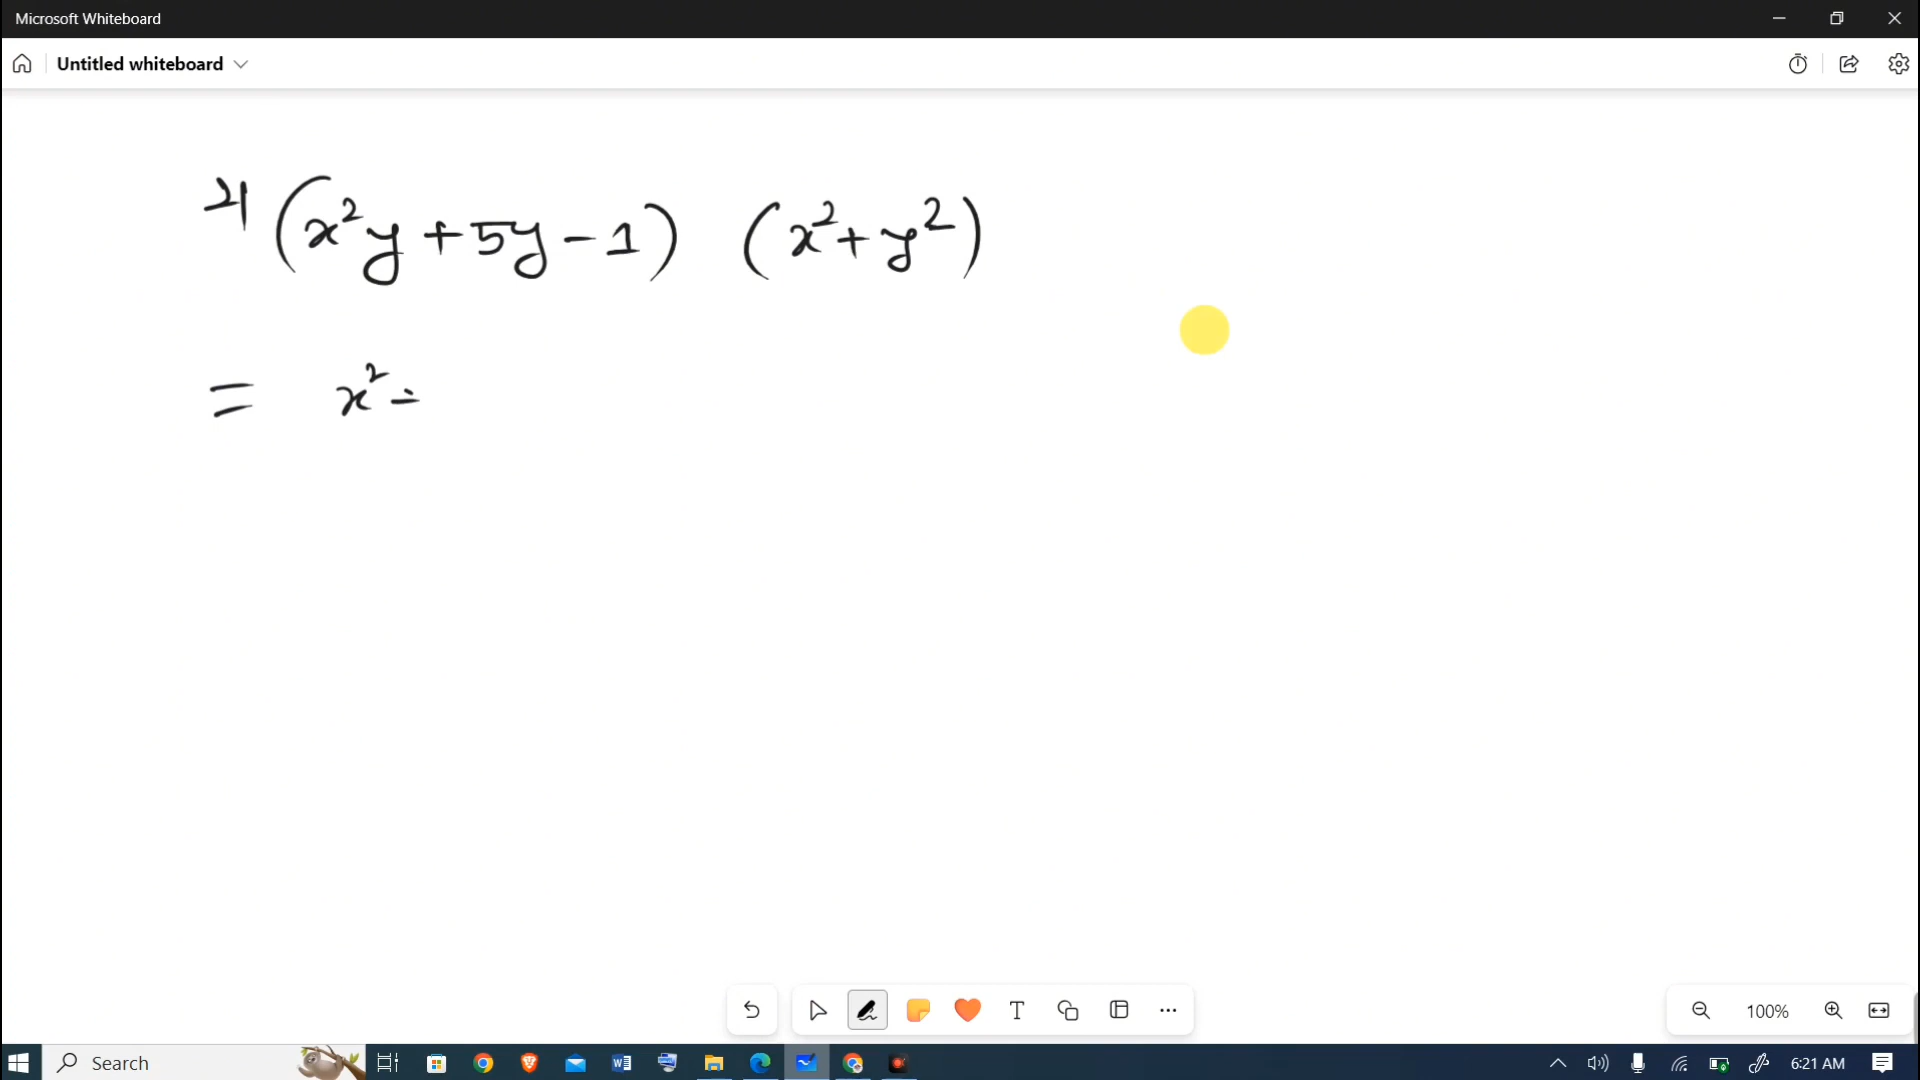 Microsoft Whiteboard
Untitled whiteboard
(x²y + 5y - 1) (x² + y²)
= x² =
100%
Search
6:21 AM